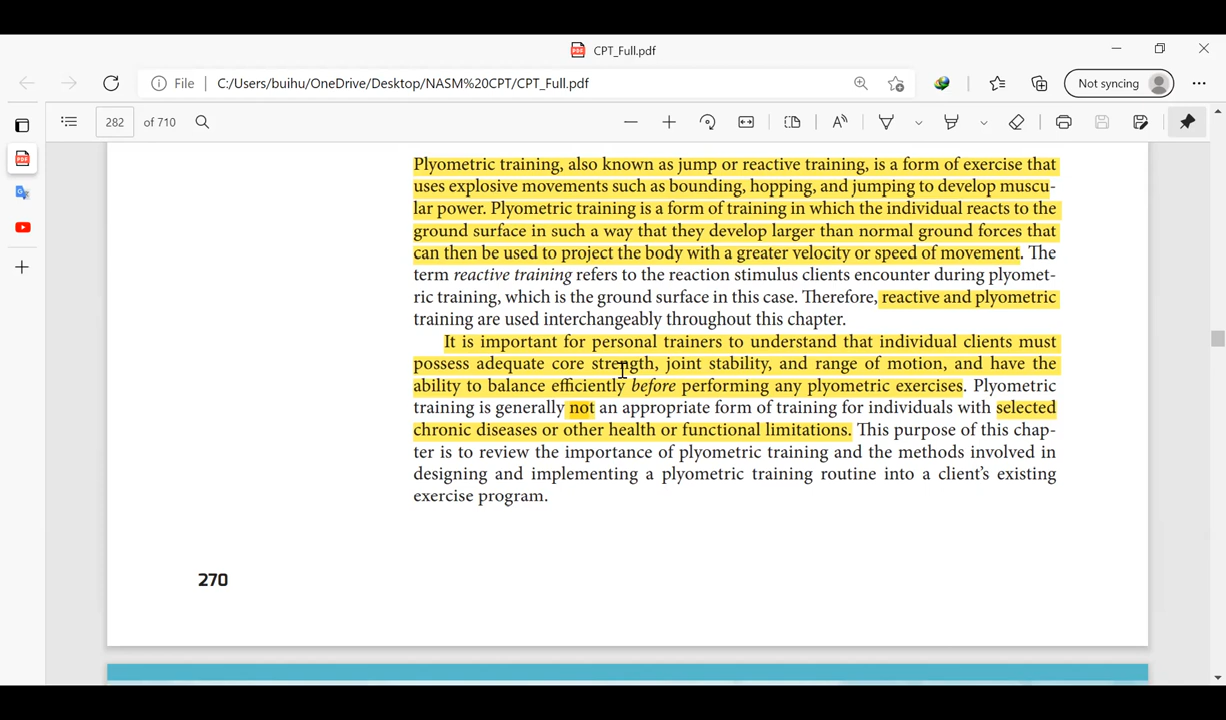 CPT_Full.pdf
File C:/Users/buihu/OneDrive/Desktop/NASM%20CPT/CPT_Full.pdf
Not syncing
282 of 710
Plyometric training, also known as jump or reactive training, is a form of exercise that
uses explosive movements such as bounding, hopping, and jumping to develop muscu-
lar power. Plyometric training is a form of training in which the individual reacts to the
ground surface in such a way that they develop larger than normal ground forces that
can then be used to project the body with a greater velocity or speed of movement. The
term reactive training refers to the reaction stimulus clients encounter during plyomet-
ric training, which is the ground surface in this case. Therefore, reactive and plyometric
training are used interchangeably throughout this chapter.
It is important for personal trainers to understand that individual clients must
possess adequate core strength, joint stability, and range of motion, and have the
ability to balance efficiently before performing any plyometric exercises. Plyometric
training is generally not an appropriate form of training for individuals with selected
chronic diseases or other health or functional limitations. This purpose of this chap-
ter is to review the importance of plyometric training and the methods involved in
designing and implementing a plyometric training routine into a client's existing
exercise program.
270